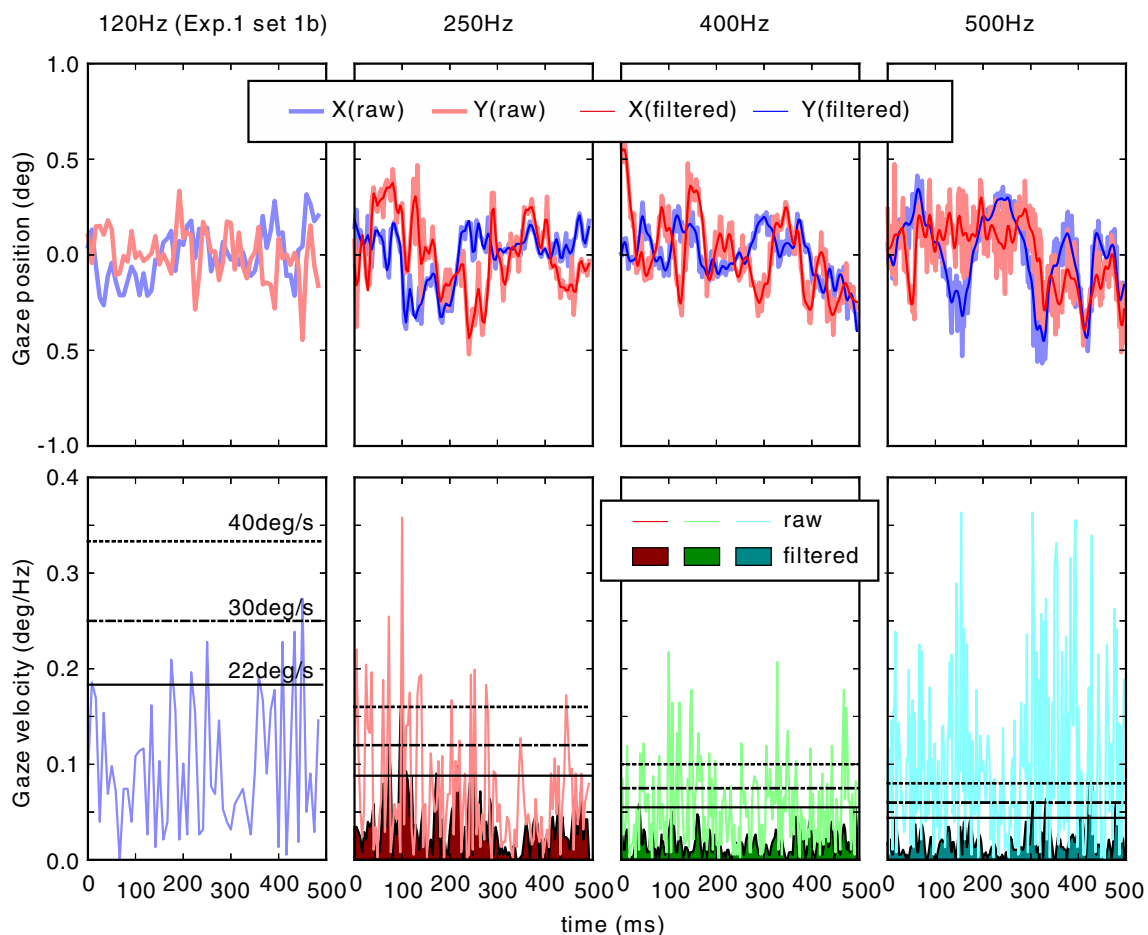 120Hz (Exp.1 set 1b) 250Hz 400Hz 500Hz
1.0
X(raw) Y(raw) X(filtered) Y(filtered)
0.5
0.0
0.5
-1.0
Gaze position (deg)
0.4
40deg/s
raw
filtered
0.3
30deg/s
22deg/s
0.2
0.1
0.0
Gaze velocity (deg/Hz)
0 100 200 300 400 500 0 100 200 300 400 500 0 100 200 300 400 500 0 100 200 300 400 500
time (ms)